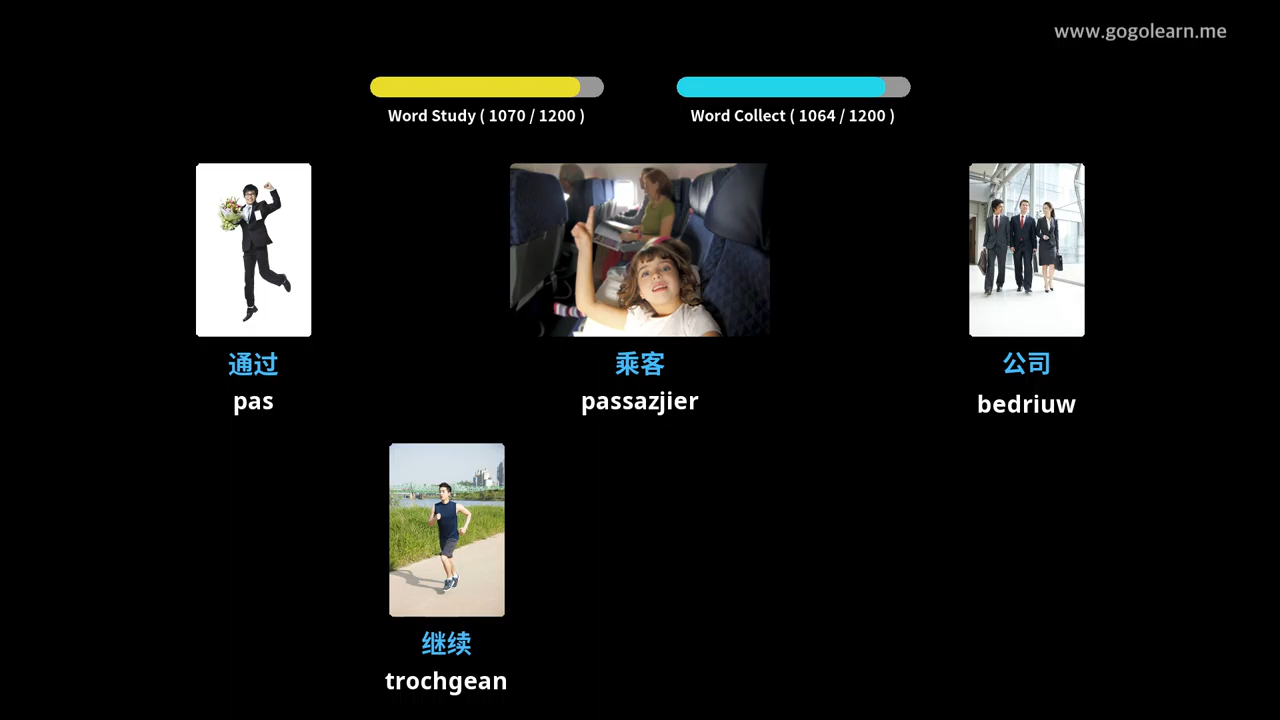 www.gogolearn.me
Word Study ( 1070 / 1200 )
Word Collect ( 1064 / 1200 )
通过
pas
乘客
passazjier
公司
bedriuw
继续
trochgean